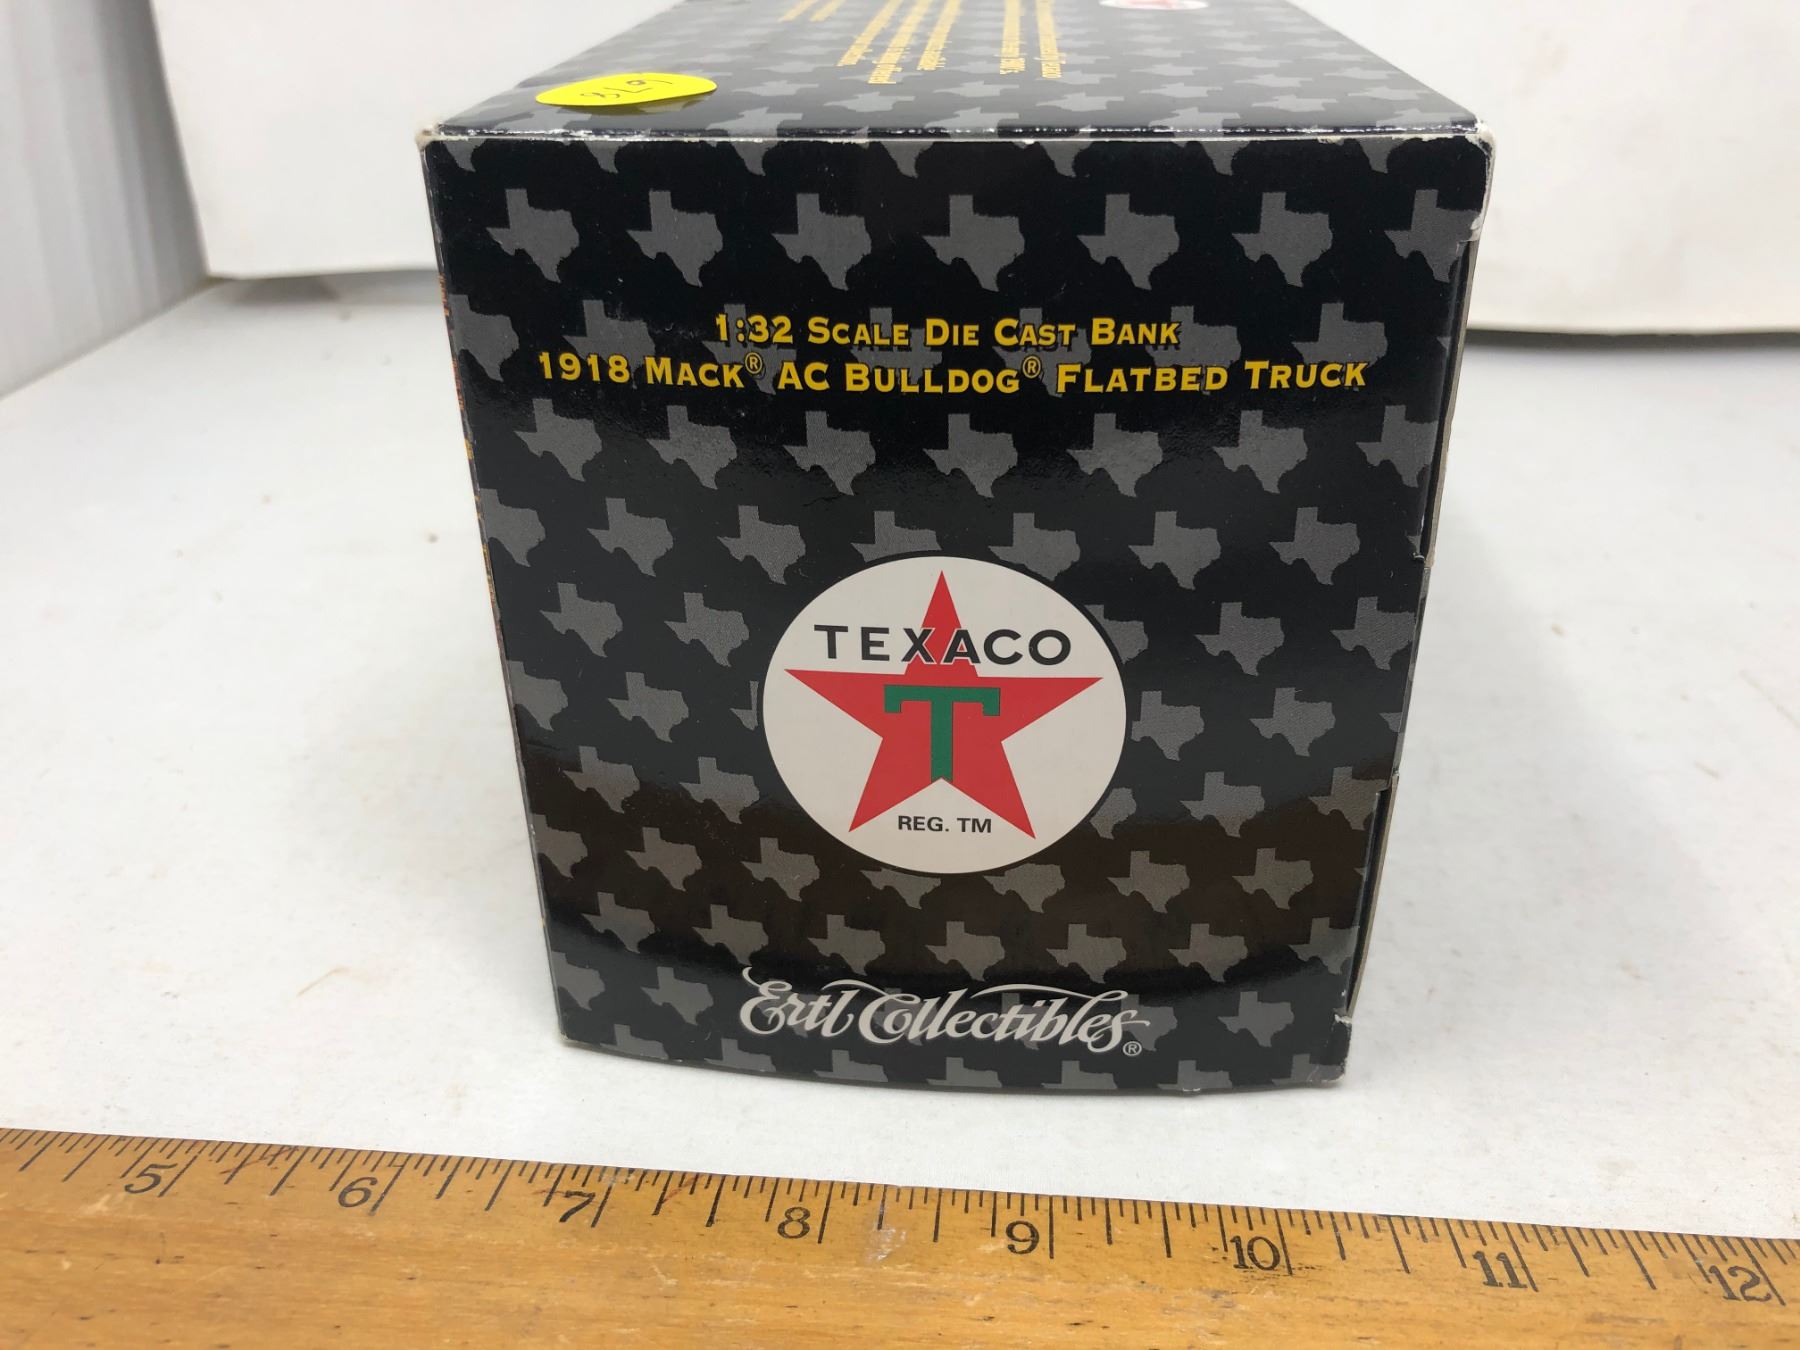 1:32 SCALE DIE CAST BANK
1918 MACK® AC BULLDOG® FLATBED TRUCK
TEXACO
T
REG. TM
Ertl Collectibles®
5 6 7 8 9 10 11 12